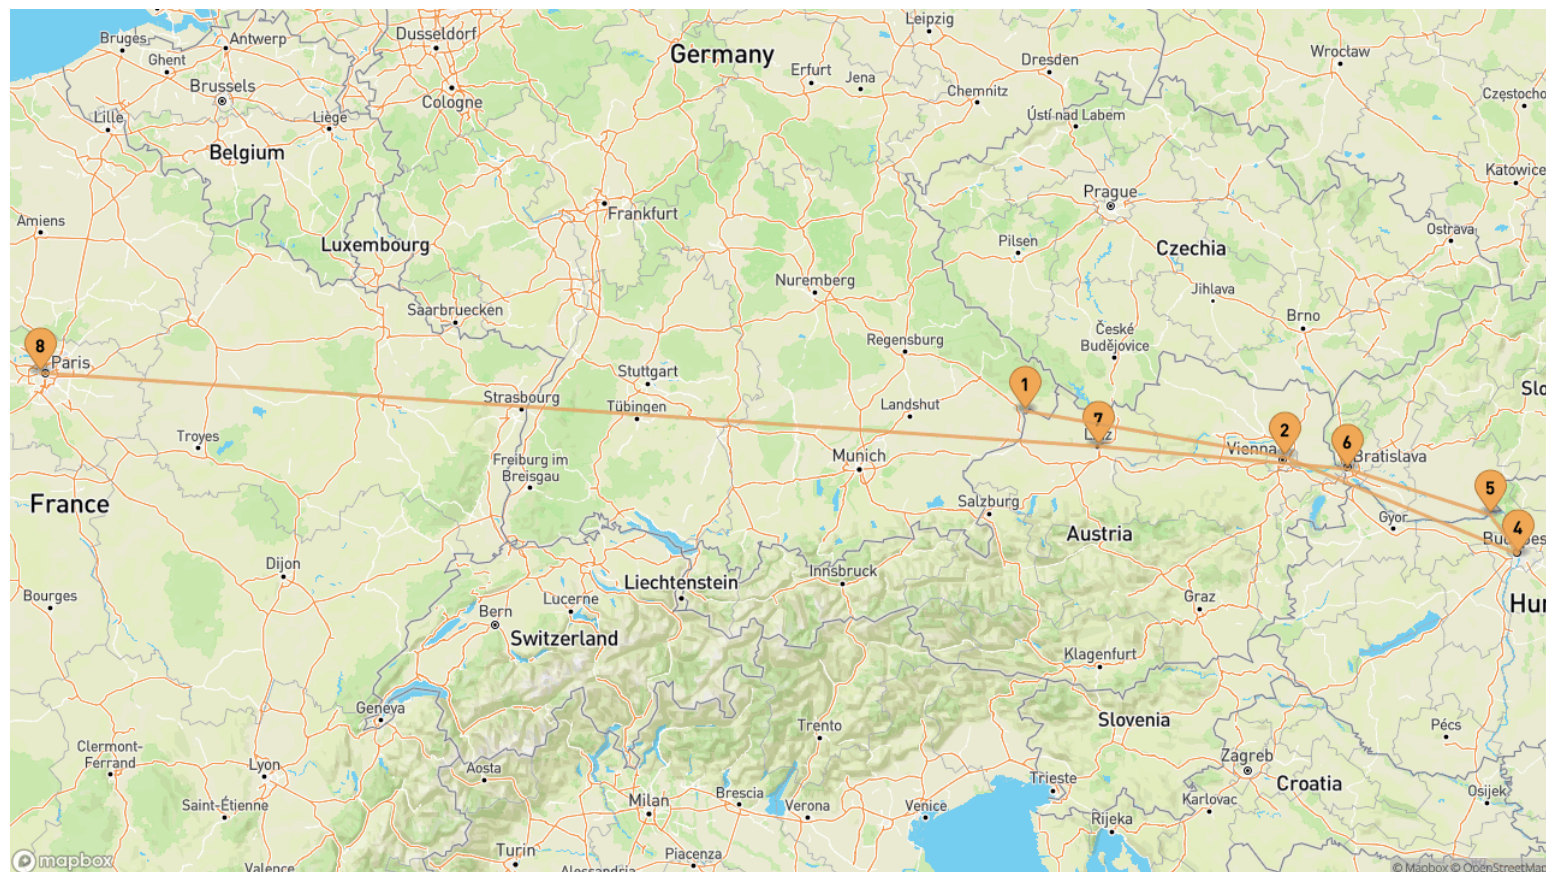 Leipzig
Bruges
Antwerp
Dusseldorf
Germany
Wrocław
Ghent
Dresden
Erfurt
Jena
Brussels
Chemnitz
Częstocho
Cologne
Lille
Liège
Ústí nad Labem
Belgium
Katowice
Prague
Frankfurt
Amiens
Ostrava
Luxembourg
Pilsen
Czechia
Nuremberg
Jihlava
Saarbruecken
Brno
České
Budějovice
Regensburg
8
Paris
Stuttgart
1
Slo
Strasbourg
Tübingen
Landshut
7
2
Troyes
6
Vienna
Munich
Bratislava
Freiburg im
Breisgau
5
France
Salzburg
Gyor
4
Austria
Dijon
Innsbruck
Liechtenstein
Bourges
Lucerne
Graz
Hun
Bern
Switzerland
Klagenfurt
Geneva
Slovenia
Trento
Pécs
Clermont-
Ferrand
Zagreb
Lyon
Aosta
Trieste
Croatia
Milan
Brescia
Verona
Venice
Karlovac
Osijek
Saint-Étienne
Rijeka
Turin
Piacenza
mapbox
Valence
Alessandria
© Mapbox © OpenStreetMap